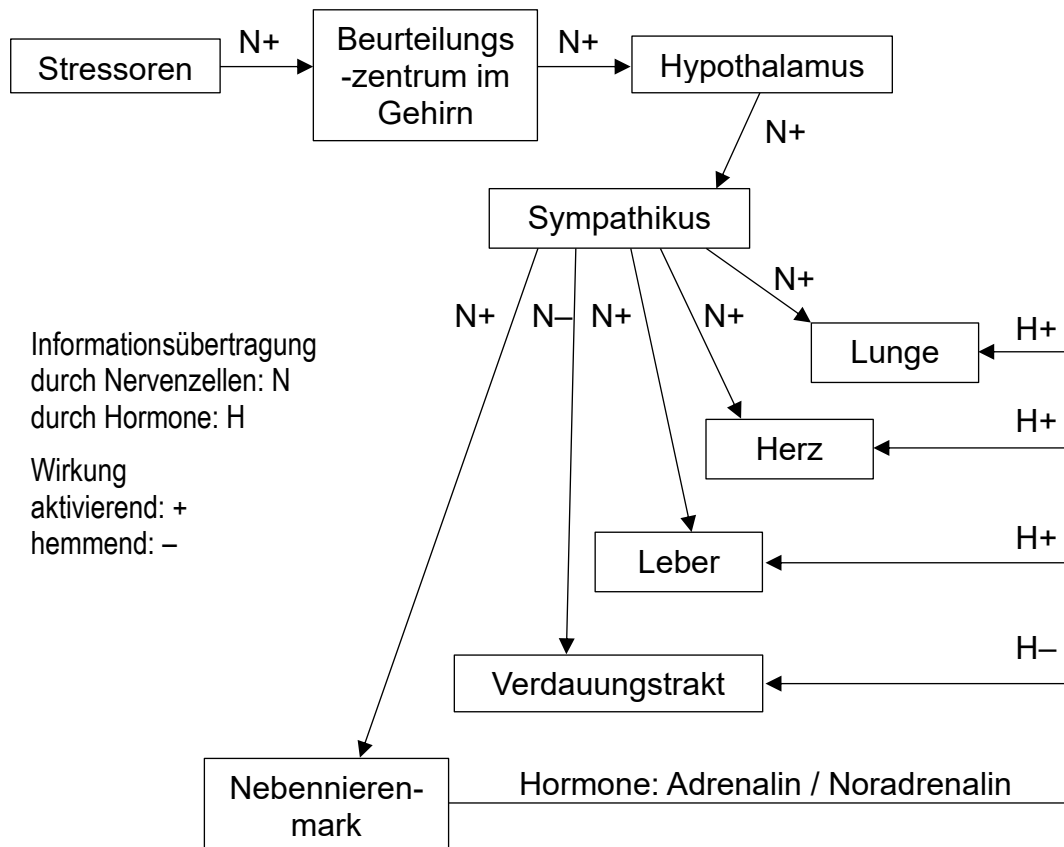 Stressoren
N+
Beurteilungs
-zentrum im
Gehirn
N+
Hypothalamus
N+
Sympathikus
N+
N–
N+
N+
N+
Informationsübertragung
durch Nervenzellen: N
durch Hormone: H
Wirkung
aktivierend: +
hemmend: –
Lunge
H+
Herz
H+
Leber
H+
Verdauungstrakt
H–
Nebennieren-
mark
Hormone: Adrenalin / Noradrenalin